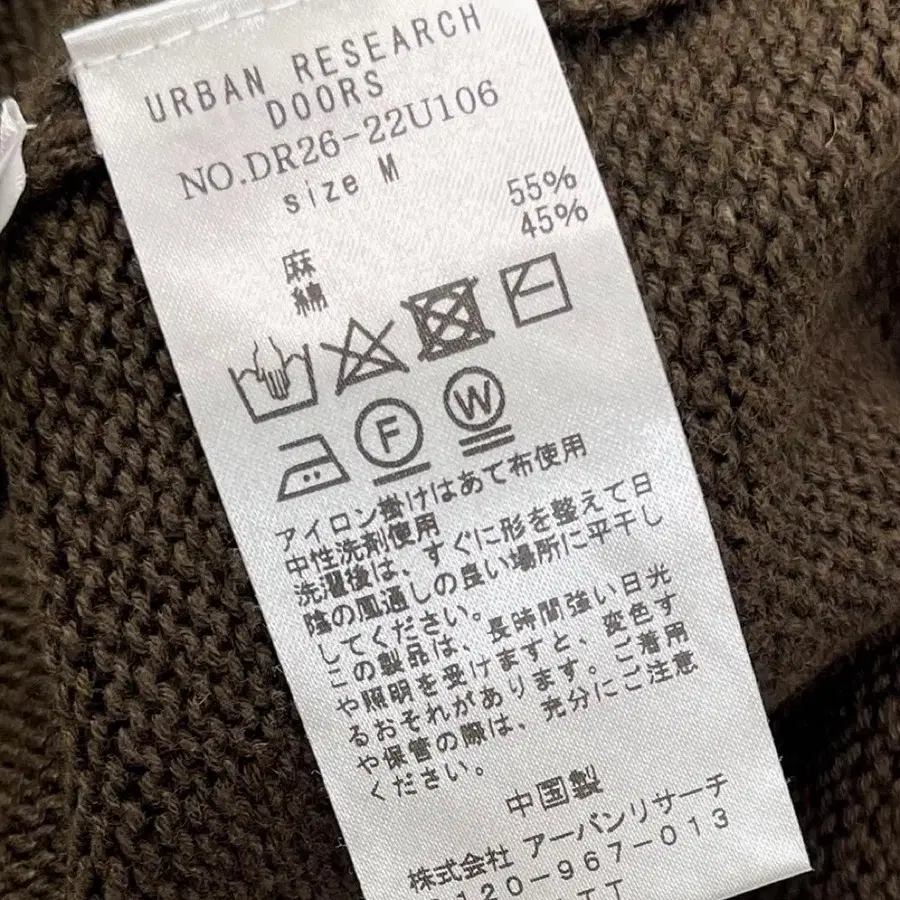 URBAN RESEARCH
DOORS
NO.DR26-22U106
size M
麻 55%
綿 45%
F W
アイロン掛けはあて布使用
中性洗剤使用
洗濯後は、すぐに形を整えて日
陰の風通しの良い場所に平干し
してください。
この製品は、長時間強い日光
や照明を受けますと、変色す
るおそれがあります。ご着用
や保管の際は、充分にご注意
ください。
中国製
株式会社 アーバンリサーチ
0120-967-013